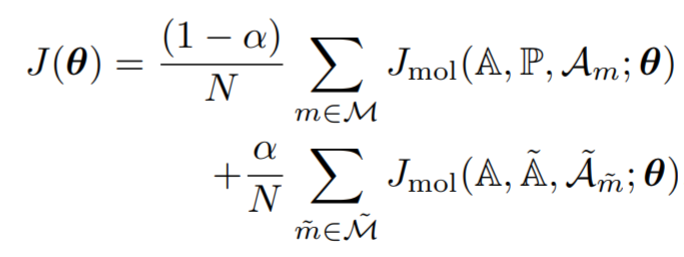 J(𝜽) = (1 − α)/N ∑_{m∈ℳ} J_mol(𝔸, ℙ, 𝒜_m; 𝜽)
+ α/N ∑_{m̃∈ℳ̃} J_mol(𝔸, 𝔸̃, 𝒜̃_m̃; 𝜽)